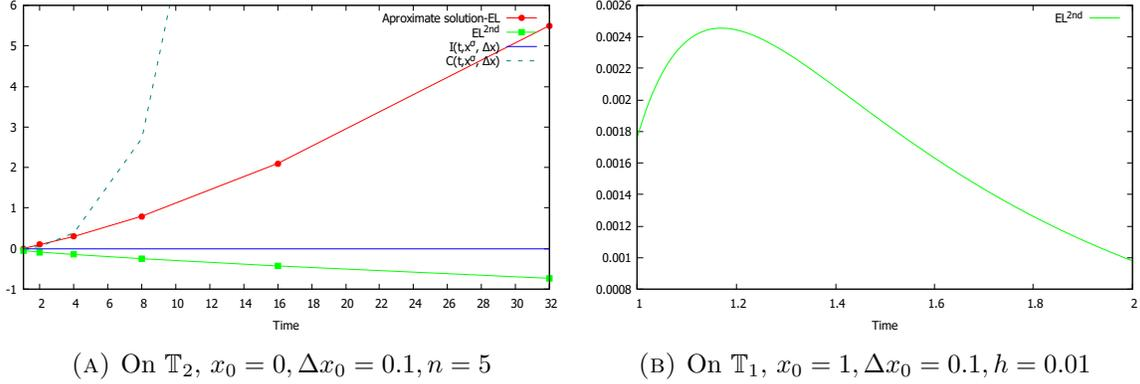 6
5
4
3
2
1
0
-1
Aproximate solution-EL
EL^2nd
I(t,x^σ, Δx)
C(t,x^σ, Δx)
2 4 6 8 10 12 14 16 18 20 22 24 26 28 30 32
Time
(A) On 𝕋₂, x₀ = 0, Δx₀ = 0.1, n = 5
0.0026
0.0024
0.0022
0.002
0.0018
0.0016
0.0014
0.0012
0.001
0.0008
EL^2nd
1 1.2 1.4 1.6 1.8 2
Time
(B) On 𝕋₁, x₀ = 1, Δx₀ = 0.1, h = 0.01